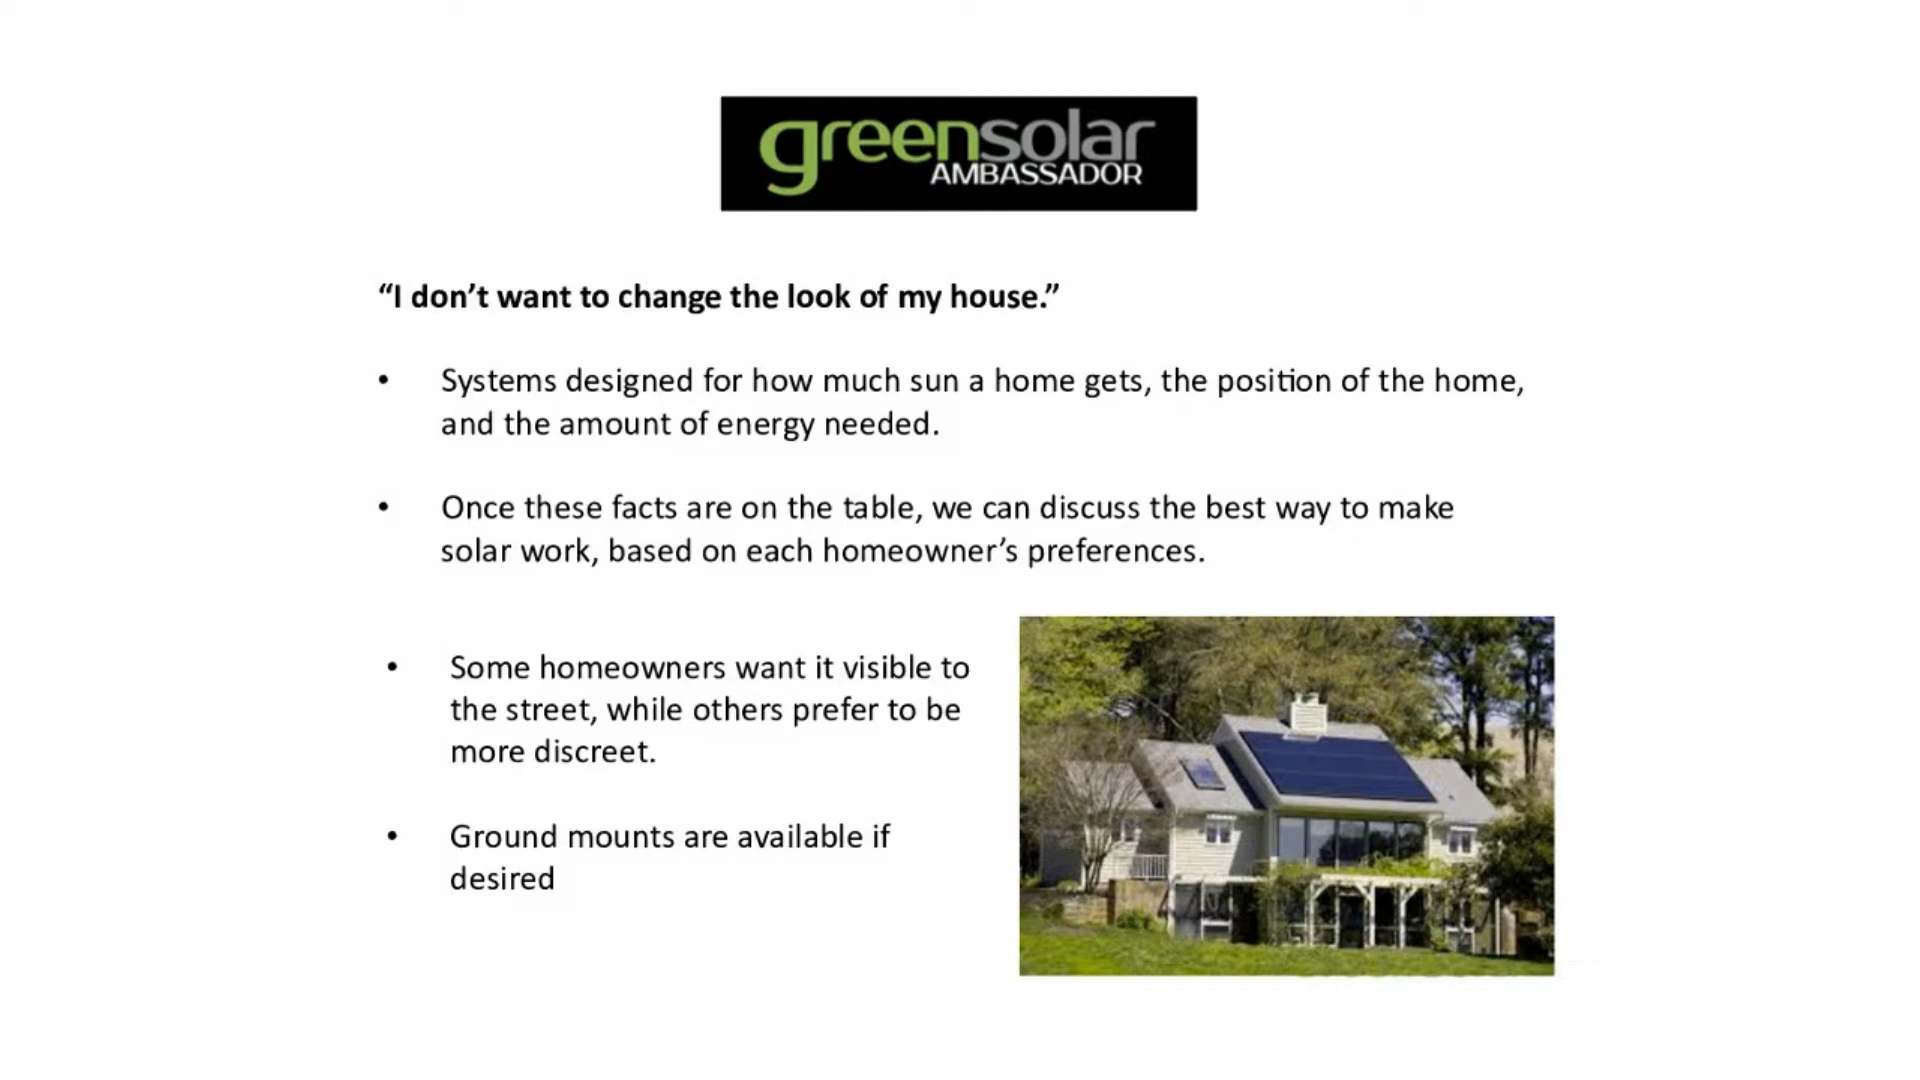 greensolar
AMBASSADOR
“I don’t want to change the look of my house.”
• Systems designed for how much sun a home gets, the position of the home,
and the amount of energy needed.
• Once these facts are on the table, we can discuss the best way to make
solar work, based on each homeowner’s preferences.
• Some homeowners want it visible to
the street, while others prefer to be
more discreet.
• Ground mounts are available if
desired